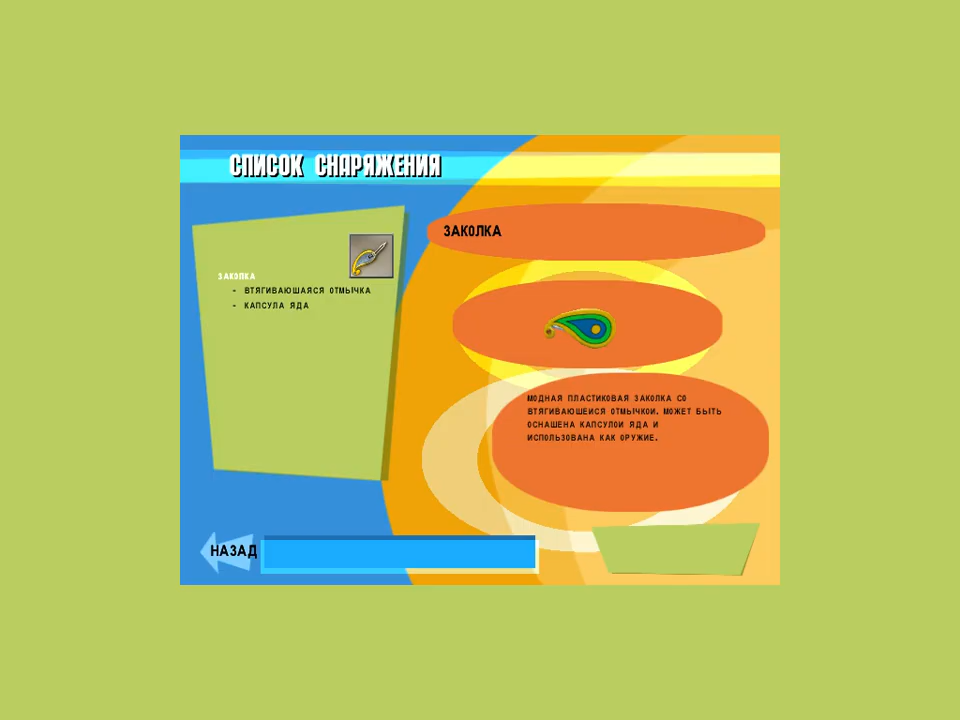 СПИСОК СНАРЯЖЕНИЯ
ЗАКОЛКА
ЗАКОЛКА
- ВТЯГИВАЮШАЯСЯ ОТМЫЧКА
- КАПСУЛА ЯДА
МОДНАЯ ПЛАСТИКОВАЯ ЗАКОЛКА СО
ВТЯГИВАЮШЕИСЯ ОТМЫЧКОИ. МОЖЕТ БЫТЬ
ОСНАШЕНА КАПСУЛОИ ЯДА И
ИСПОЛЬЗОВАНА КАК ОРУЖИЕ.
НАЗАД